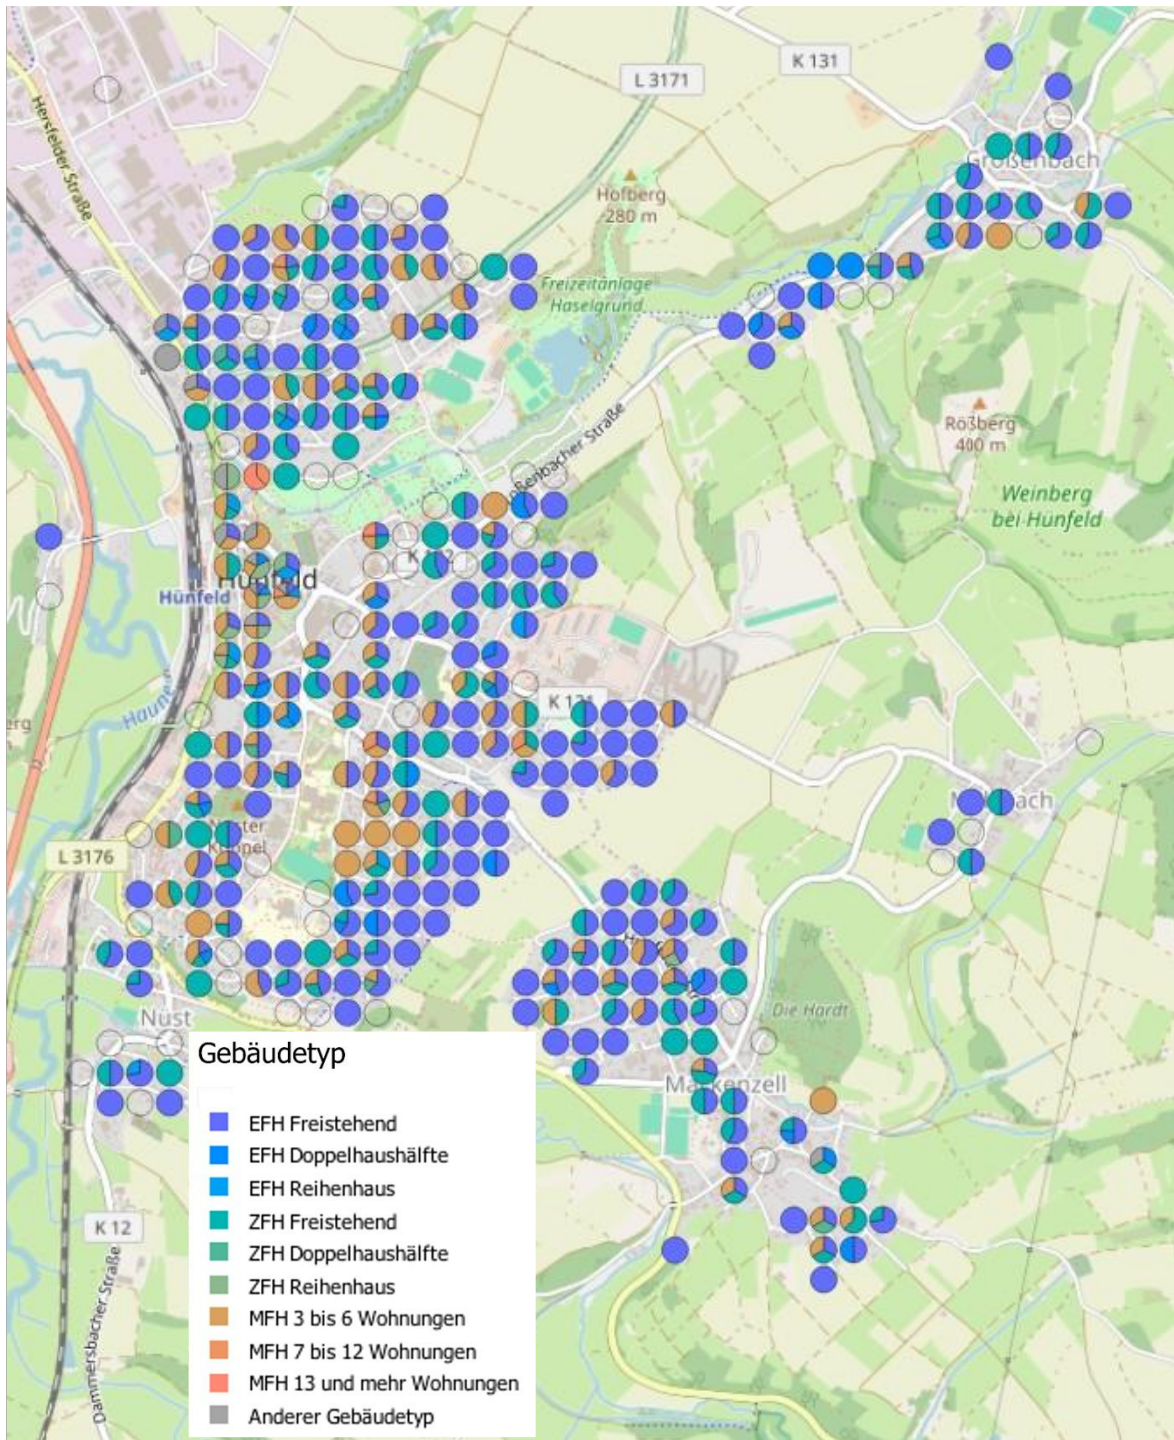 K 131
L 3171
Hersfelder Straße
Großenbach
Hofberg
280 m
Freizeitanlage
Haselgrund
Rößberg
400 m
Weinberg
bei Hünfeld
Hünfeld
Hünfeld
K 131
L 3176
Nüst
Die Hardt
Mackenzell
K 12
Dammersbacher Straße
Gebäudetyp
EFH Freistehend
EFH Doppelhaushälfte
EFH Reihenhaus
ZFH Freistehend
ZFH Doppelhaushälfte
ZFH Reihenhaus
MFH 3 bis 6 Wohnungen
MFH 7 bis 12 Wohnungen
MFH 13 und mehr Wohnungen
Anderer Gebäudetyp